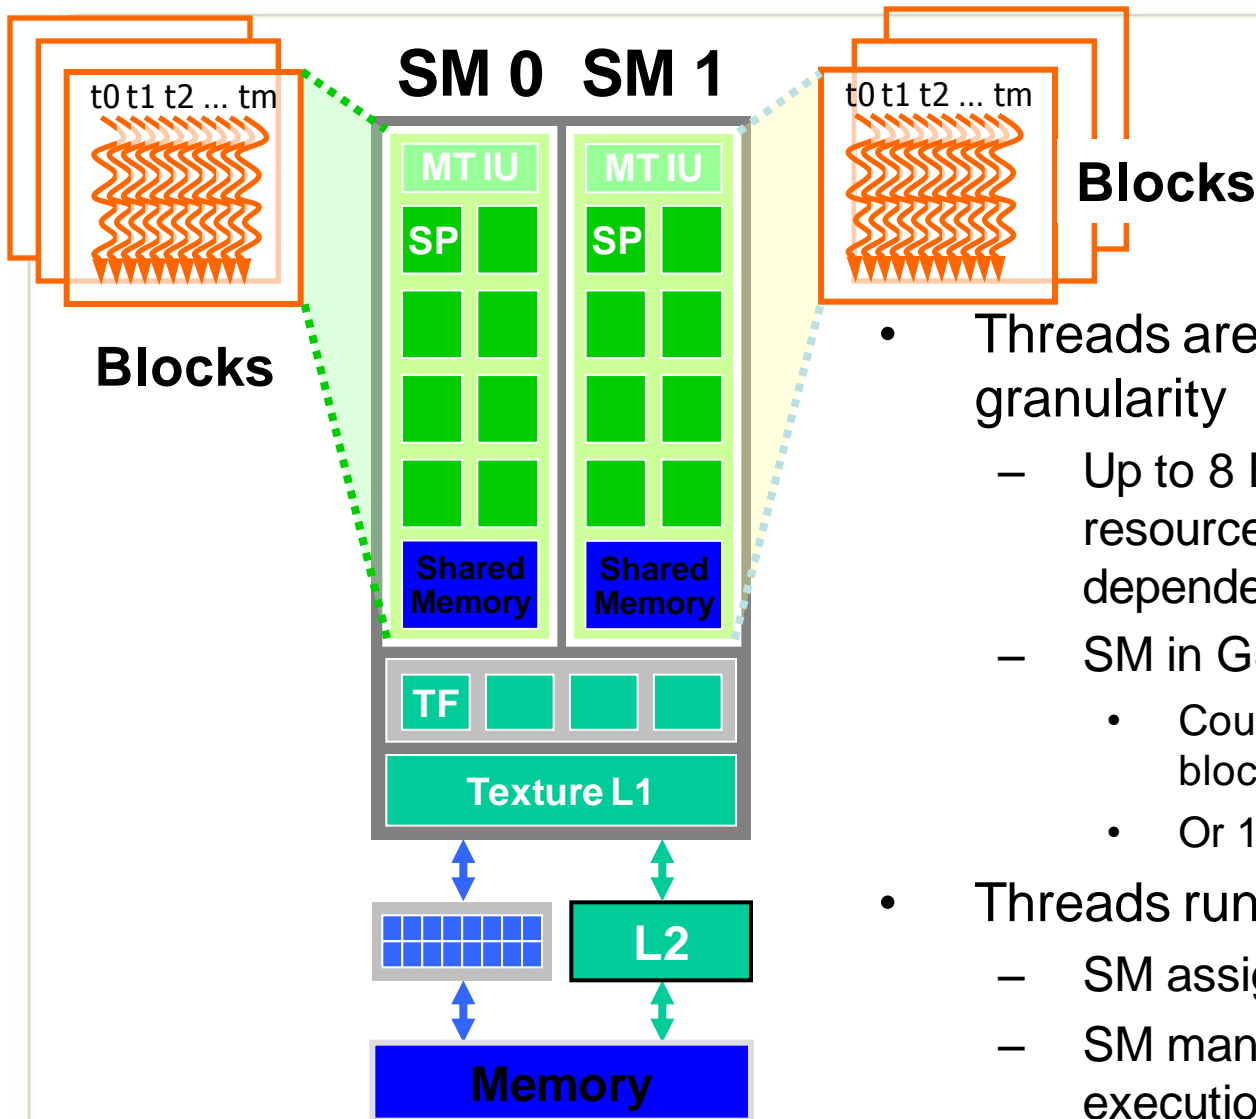 SM 0 SM 1
t0 t1 t2 ... tm
t0 t1 t2 ... tm
MT IU
MT IU
Blocks
SP
SP
Blocks
Shared
Memory
Shared
Memory
TF
Texture L1
L2
Memory
• Threads are
granularity
– Up to 8
resource
depende
– SM in G
• Cou
bloc
• Or 1
• Threads run
– SM assig
– SM man
executio